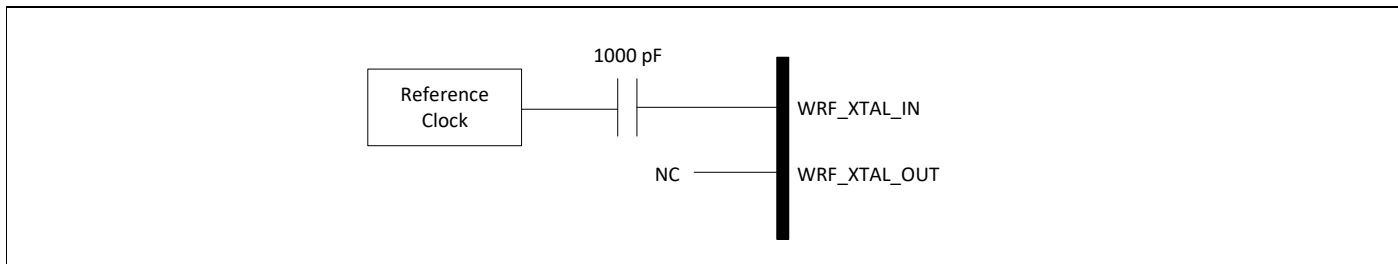 1000 pF
Reference
Clock
WRF_XTAL_IN
NC
WRF_XTAL_OUT